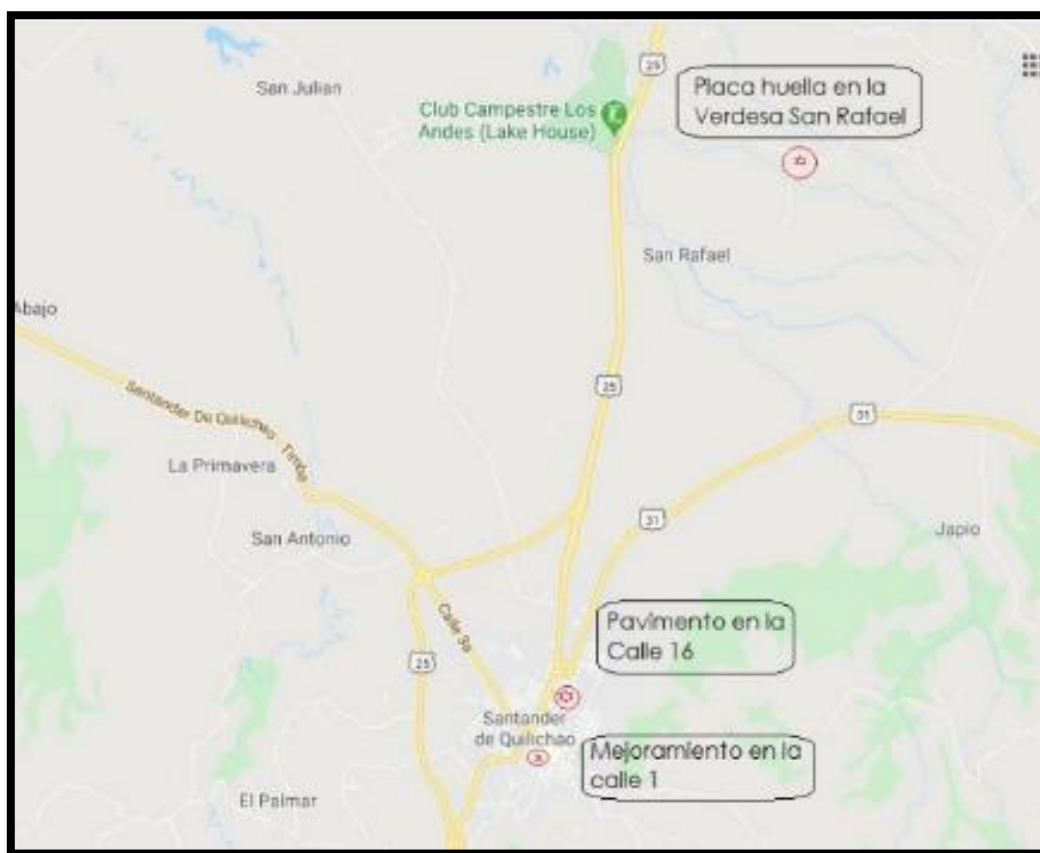 San Julian
25
Placa huella en la
Verdesa San Rafael
Club Campestre Los
Andes (Lake House)
San Rafael
Abajo
25
31
Santander De Quilichao - Timba
La Primavera
31
San Antonio
Japio
Calle 3a
Pavimento en la
Calle 16
25
Santander
de Quilichao
Mejoramiento en la
calle 1
El Palmar